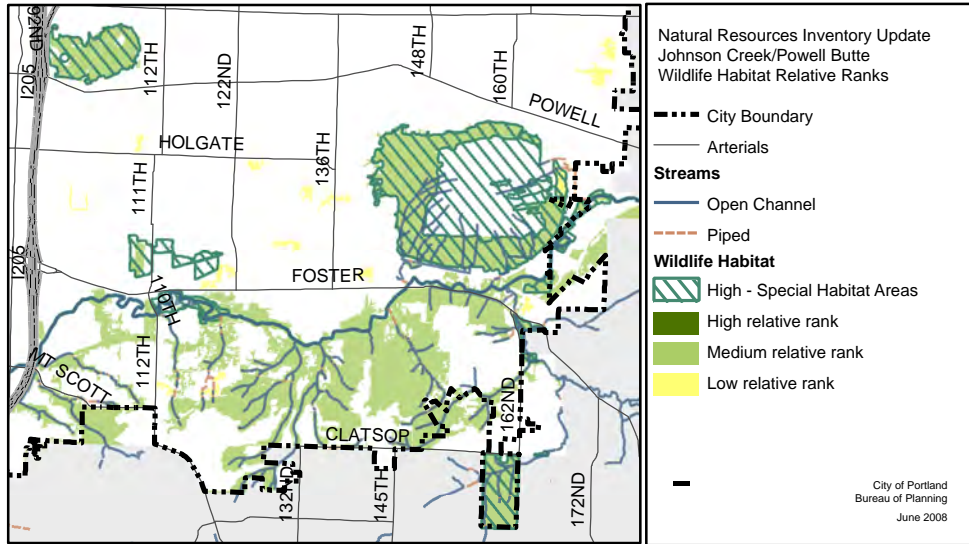 92ND
I205
112TH
122ND
148TH
160TH
POWELL
HOLGATE
136TH
111TH
I205
FOSTER
110TH
112TH
MT SCOTT
162ND
CLATSOP
132ND
145TH
172ND
Natural Resources Inventory Update
Johnson Creek/Powell Butte
Wildlife Habitat Relative Ranks
City Boundary
Arterials
Streams
Open Channel
Piped
Wildlife Habitat
High - Special Habitat Areas
High relative rank
Medium relative rank
Low relative rank
City of Portland
Bureau of Planning
June 2008